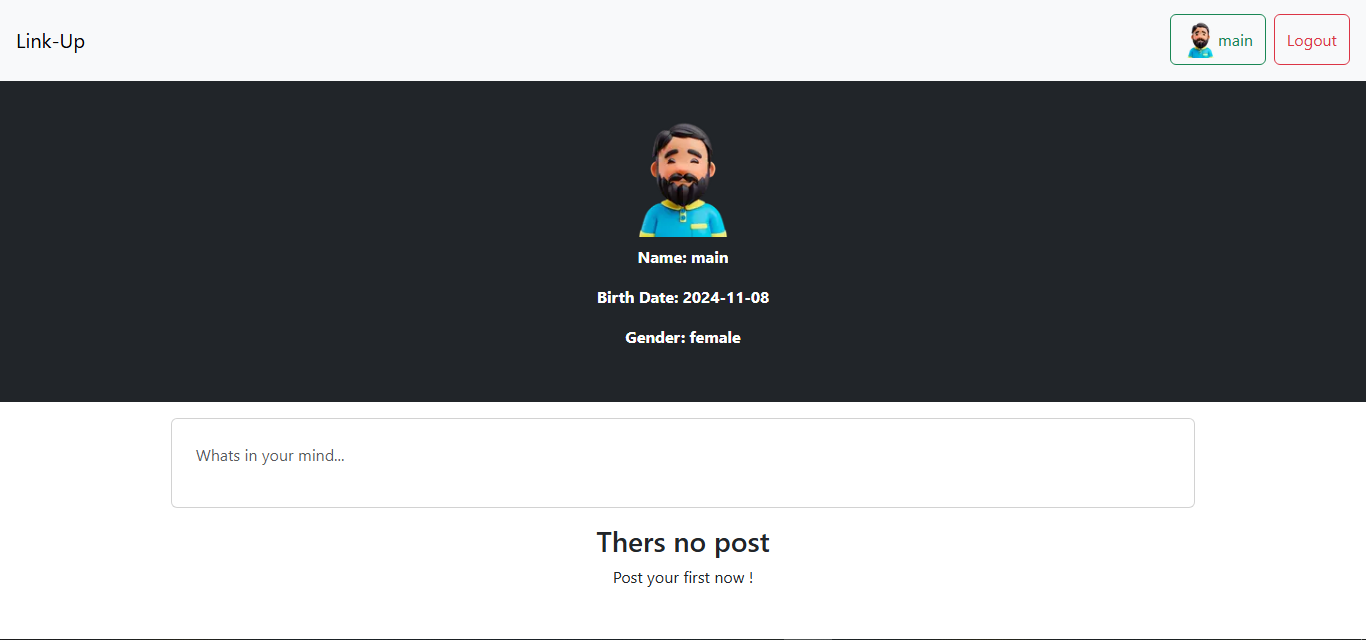 Link-Up
main
Logout
Name: main
Birth Date: 2024-11-08
Gender: female
Whats in your mind...
Thers no post
Post your first now !